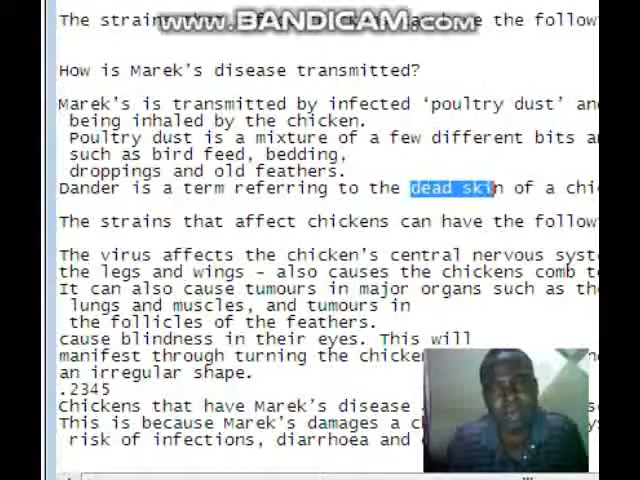 The strains
www.BANDICAM.com
the follow
How is Marek's disease transmitted?
Marek's is transmitted by infected 'poultry dust' an
being inhaled by the chicken.
Poultry dust is a mixture of a few different bits a
such as bird feed, bedding,
droppings and old feathers.
Dander is a term referring to the dead skin of a chi
The strains that affect chickens can have the follow
The virus affects the chicken's central nervous syst
the legs and wings - also causes the chickens comb t
It can also cause tumours in major organs such as th
lungs and muscles, and tumours in
the follicles of the feathers.
cause blindness in their eyes. This will
manifest through turning the chicke
an irregular shape.
.2345
Chickens that have Marek's disease
This is because Marek's damages a c
risk of infections, diarrhoea and